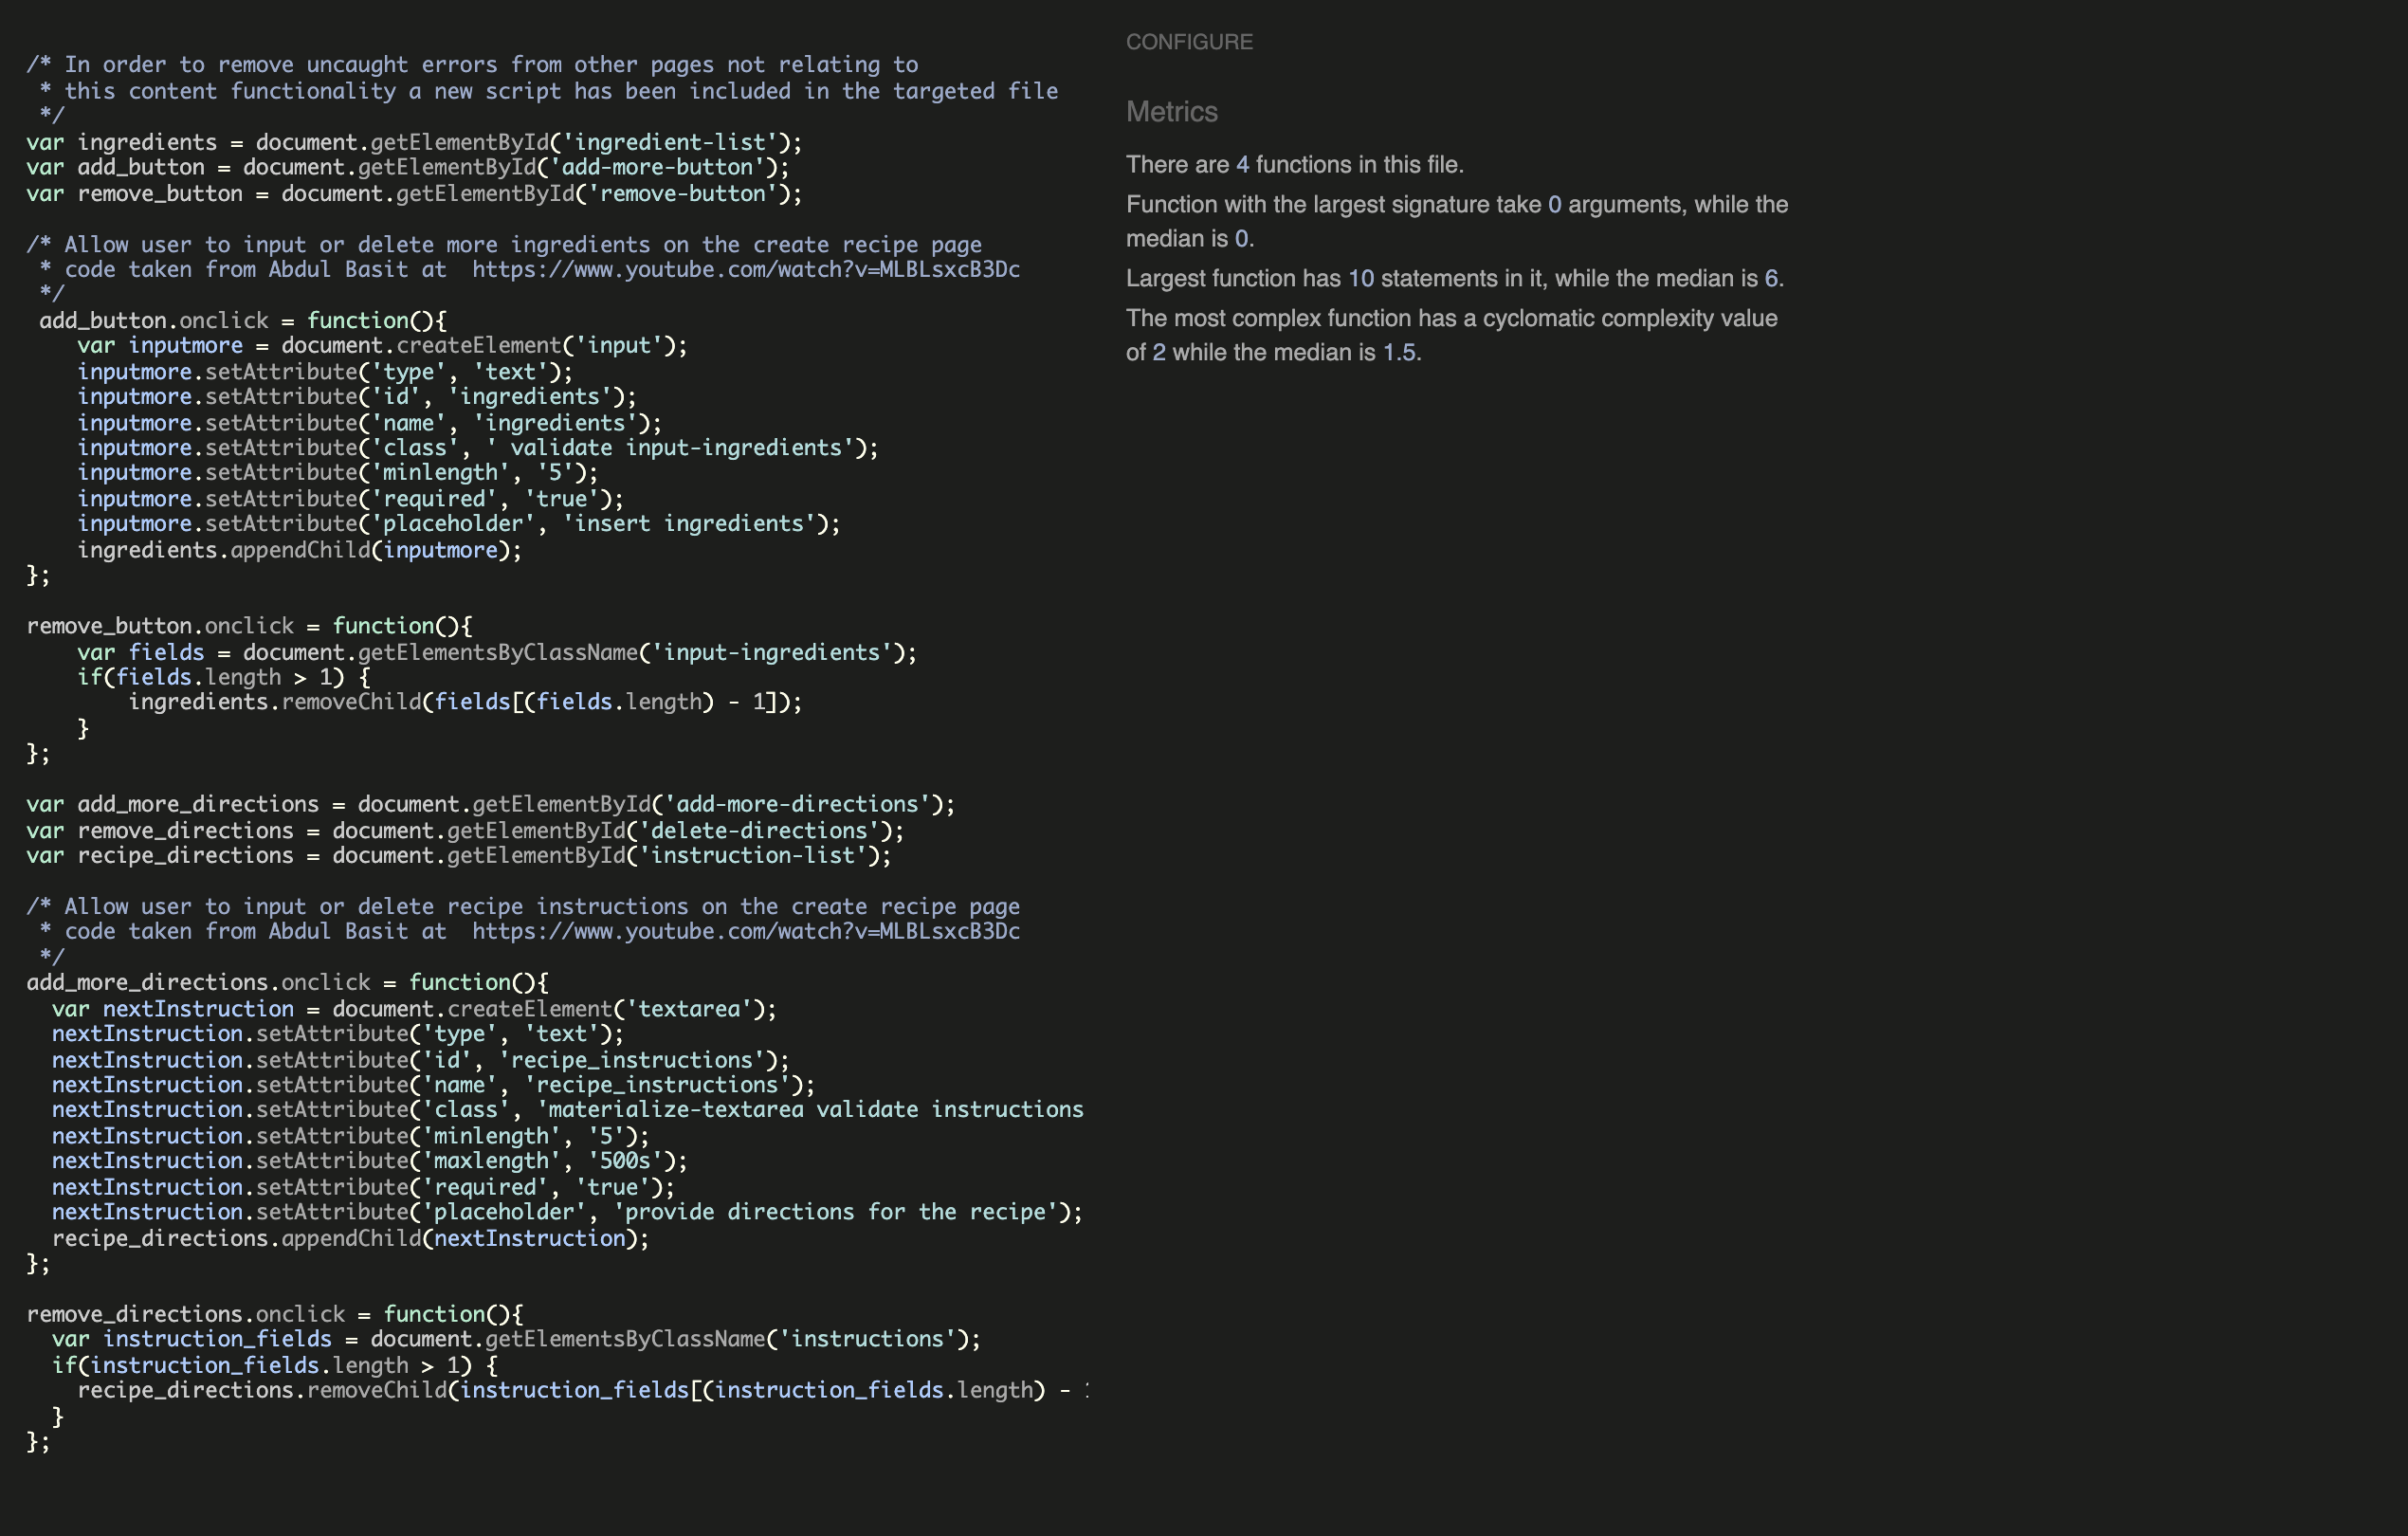 /* In order to remove uncaught errors from other pages not relating to
 * this content functionality a new script has been included in the targeted file
 */
var ingredients = document.getElementById('ingredient-list');
var add_button = document.getElementById('add-more-button');
var remove_button = document.getElementById('remove-button');

/* Allow user to input or delete more ingredients on the create recipe page
 * code taken from Abdul Basit at  https://www.youtube.com/watch?v=MLBLsxcB3Dc
 */
 add_button.onclick = function(){
    var inputmore = document.createElement('input');
    inputmore.setAttribute('type', 'text');
    inputmore.setAttribute('id', 'ingredients');
    inputmore.setAttribute('name', 'ingredients');
    inputmore.setAttribute('class', ' validate input-ingredients');
    inputmore.setAttribute('minlength', '5');
    inputmore.setAttribute('required', 'true');
    inputmore.setAttribute('placeholder', 'insert ingredients');
    ingredients.appendChild(inputmore);
};

remove_button.onclick = function(){
    var fields = document.getElementsByClassName('input-ingredients');
    if(fields.length > 1) {
        ingredients.removeChild(fields[(fields.length) - 1]);
    }
};

var add_more_directions = document.getElementById('add-more-directions');
var remove_directions = document.getElementById('delete-directions');
var recipe_directions = document.getElementById('instruction-list');

/* Allow user to input or delete recipe instructions on the create recipe page
 * code taken from Abdul Basit at  https://www.youtube.com/watch?v=MLBLsxcB3Dc
 */
add_more_directions.onclick = function(){
  var nextInstruction = document.createElement('textarea');
  nextInstruction.setAttribute('type', 'text');
  nextInstruction.setAttribute('id', 'recipe_instructions');
  nextInstruction.setAttribute('name', 'recipe_instructions');
  nextInstruction.setAttribute('class', 'materialize-textarea validate instructions
  nextInstruction.setAttribute('minlength', '5');
  nextInstruction.setAttribute('maxlength', '500s');
  nextInstruction.setAttribute('required', 'true');
  nextInstruction.setAttribute('placeholder', 'provide directions for the recipe');
  recipe_directions.appendChild(nextInstruction);
};

remove_directions.onclick = function(){
  var instruction_fields = document.getElementsByClassName('instructions');
  if(instruction_fields.length > 1) {
    recipe_directions.removeChild(instruction_fields[(instruction_fields.length) -
  }
};
CONFIGURE
Metrics
There are 4 functions in this file.
Function with the largest signature take 0 arguments, while the
median is 0.
Largest function has 10 statements in it, while the median is 6.
The most complex function has a cyclomatic complexity value
of 2 while the median is 1.5.